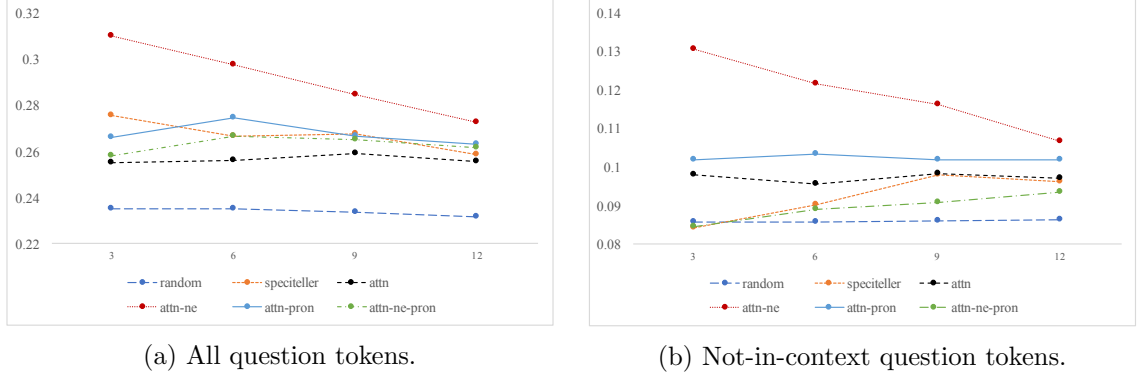 0.32
0.3
0.28
0.26
0.24
0.22
3 6 9 12
random speciteller attn
attn-ne attn-pron attn-ne-pron
(a) All question tokens.
0.14
0.13
0.12
0.11
0.1
0.09
0.08
3 6 9 12
random speciteller attn
attn-ne attn-pron attn-ne-pron
(b) Not-in-context question tokens.